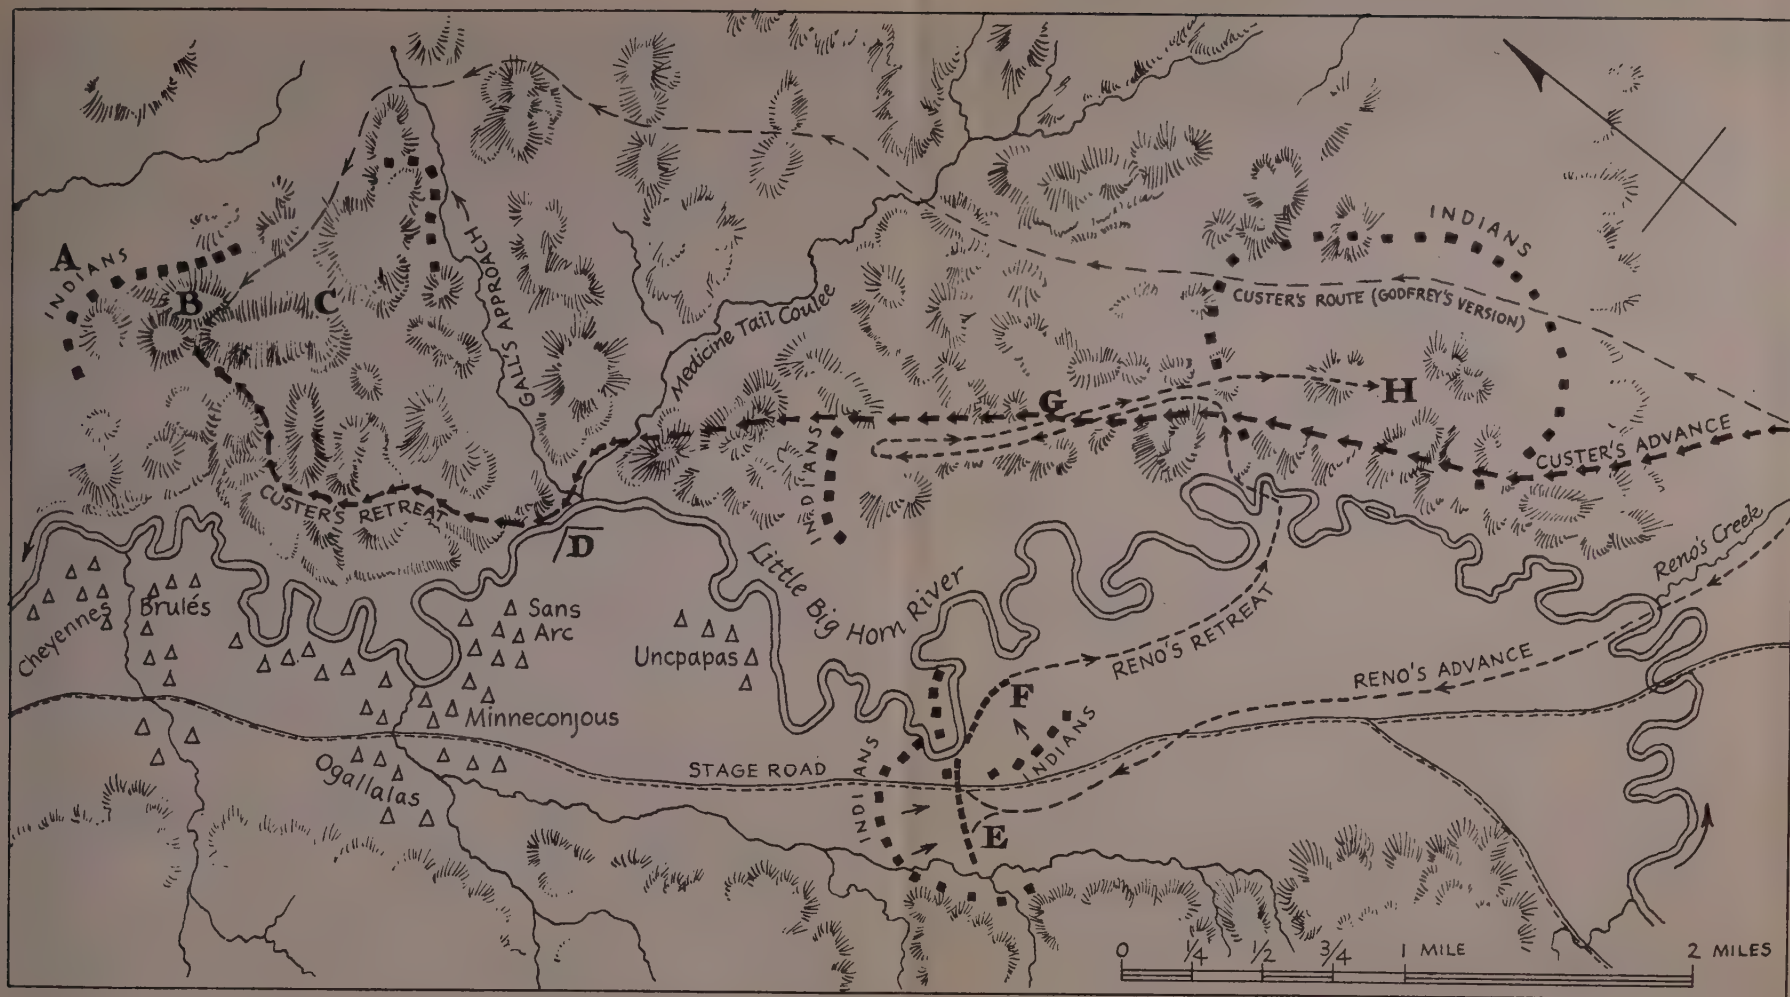 INDIANS
A
INDIANS
B
C
GALL'S APPROACH
Medicine Tail Coulee
CUSTER'S ROUTE (GODFREY'S VERSION)
G
H
INDIANS
CUSTER'S ADVANCE
CUSTER'S RETREAT
D
Reno's Creek
Little Big Horn River
Cheyennes
Brulés
Sans
Arc
Uncpapas
RENO'S RETREAT
RENO'S ADVANCE
F
Minneconjous
INDIANS
INDIANS
Ogallalas
STAGE ROAD
E
0 1/4 1/2 3/4 1 MILE 2 MILES